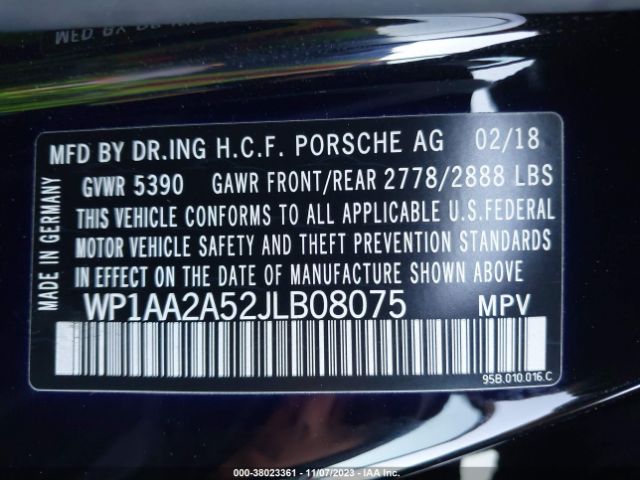 MFD BY DR.ING H.C.F. PORSCHE AG 02/18
GVWR 5390 GAWR FRONT/REAR 2778/2888 LBS
THIS VEHICLE CONFORMS TO ALL APPLICABLE U.S.FEDERAL
MOTOR VEHICLE SAFETY AND THEFT PREVENTION STANDARDS
IN EFFECT ON DATE OF MANUFACTURE SHOWN ABOVE.
WP1AA2A52JLB08075 MPV
95B.010.016.C
MADE IN GERMANY
000-38023361 - 11/07/2023 - IAA Inc.